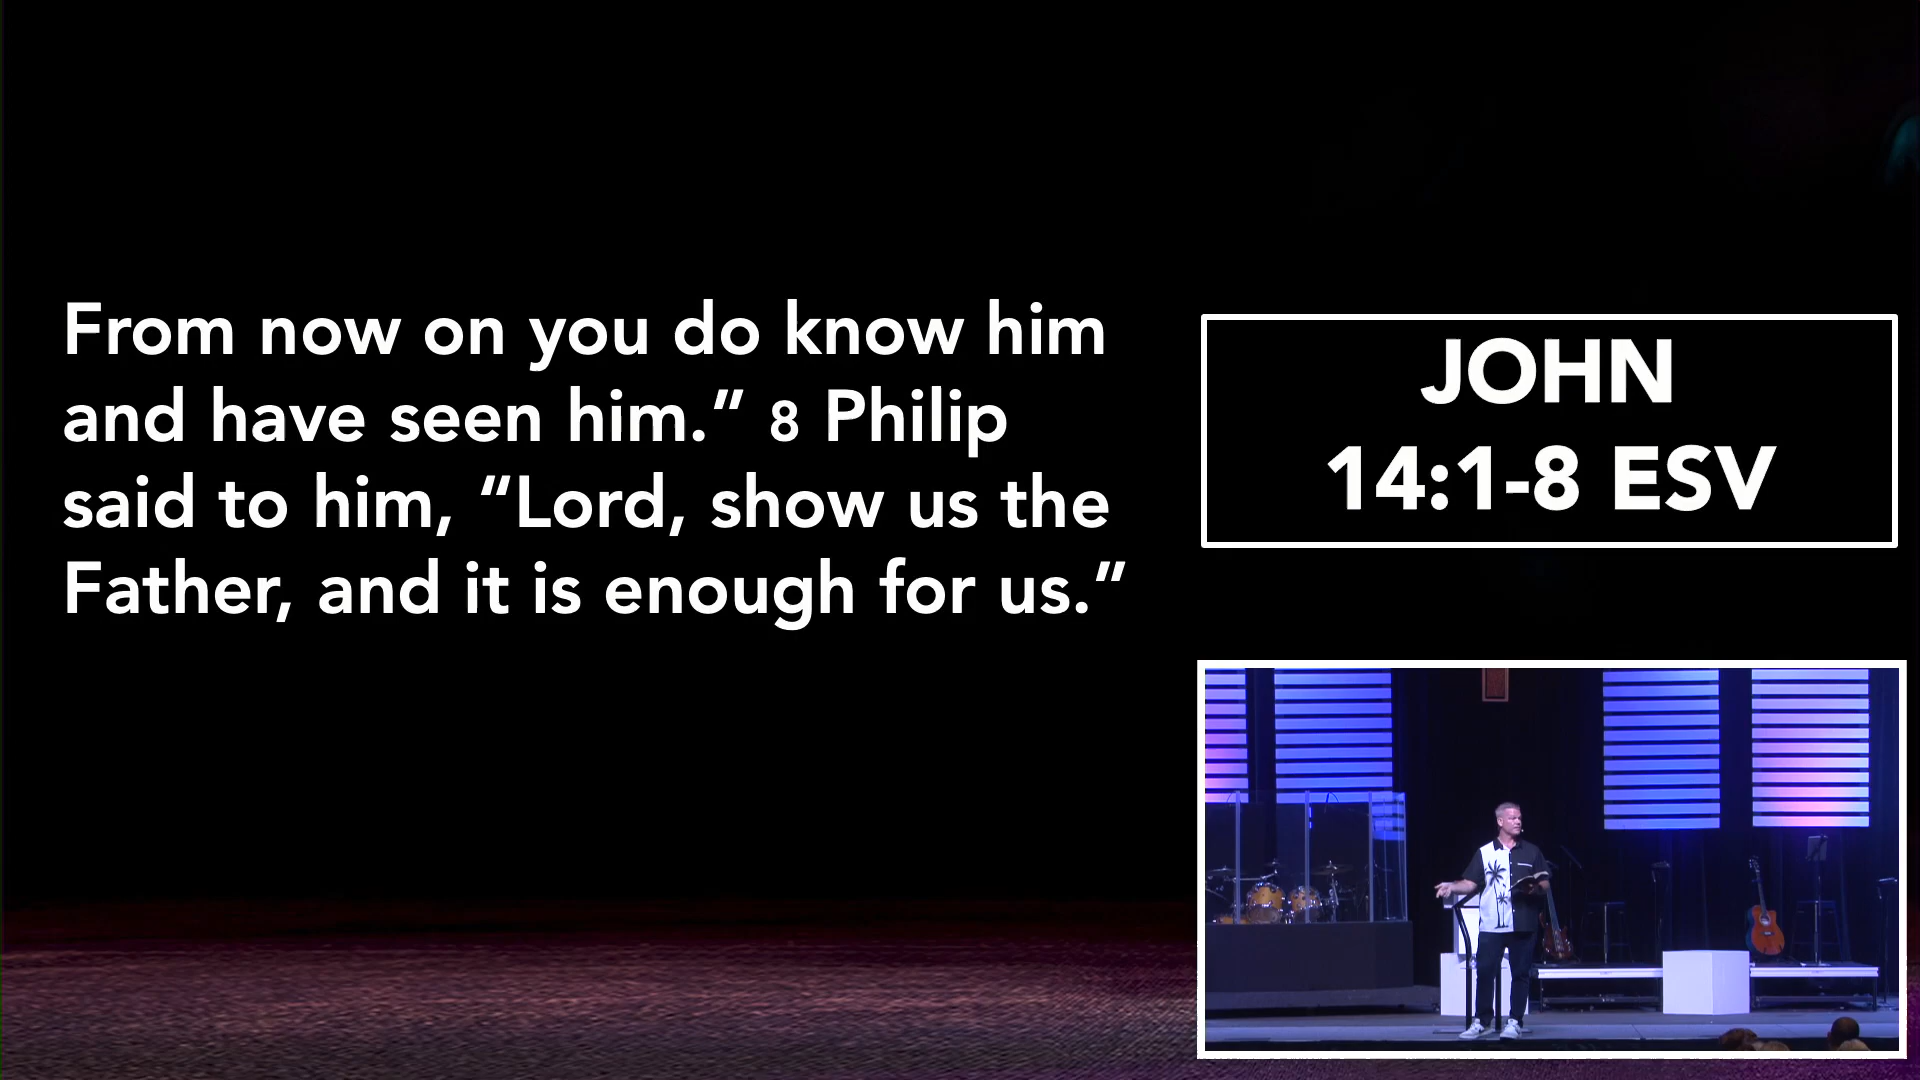 From now on you do know him
and have seen him.” 8 Philip
said to him, “Lord, show us the
Father, and it is enough for us.”
JOHN
14:1-8 ESV